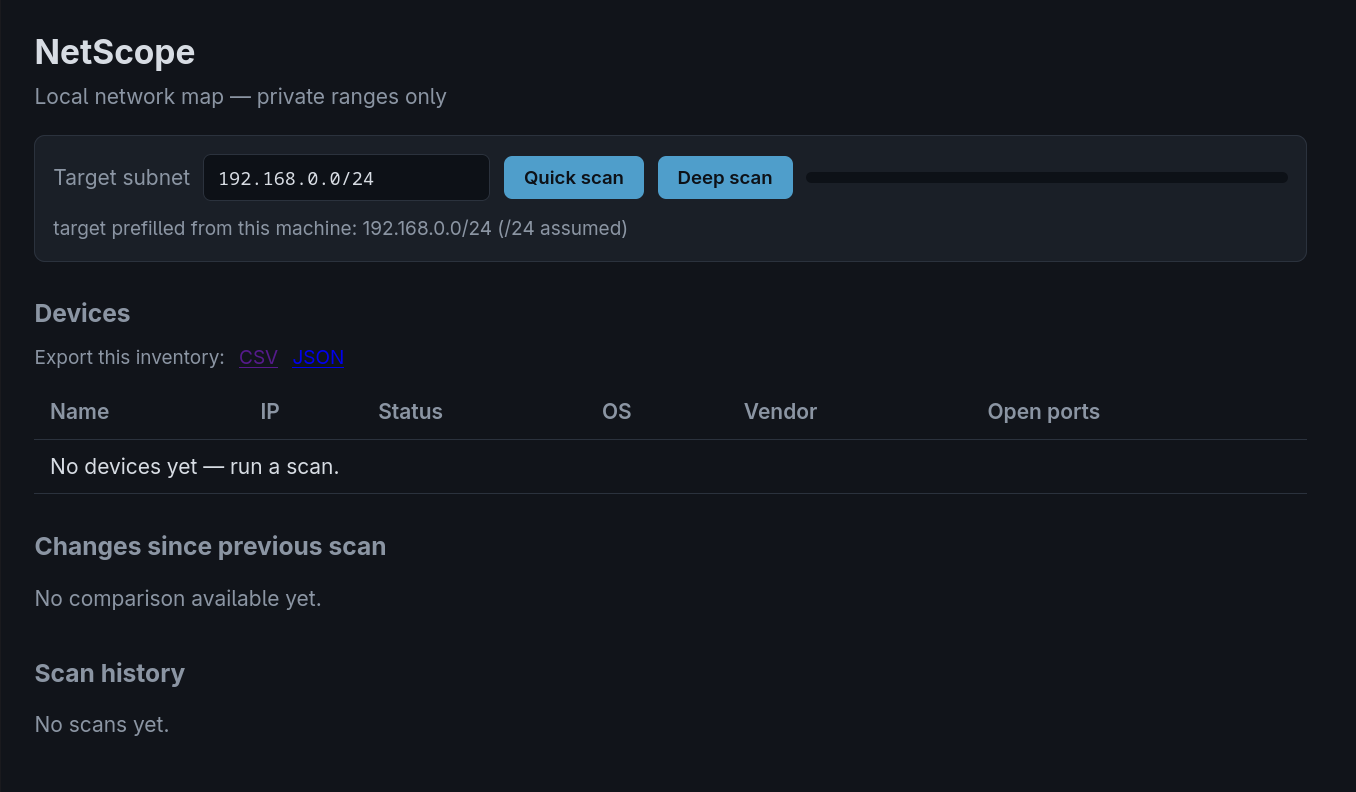 NetScope
Local network map — private ranges only
Target subnet 192.168.0.0/24 Quick scan Deep scan
target prefilled from this machine: 192.168.0.0/24 (/24 assumed)
Devices
Export this inventory: CSV JSON
Name IP Status OS Vendor Open ports
No devices yet — run a scan.
Changes since previous scan
No comparison available yet.
Scan history
No scans yet.